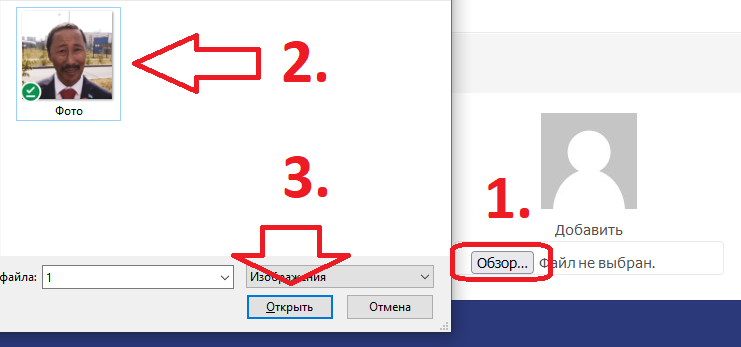 2.
Фото
3.
1.
Добавить
файла: 1 Изображения
Обзор... Файл не выбран.
Открыть Отмена